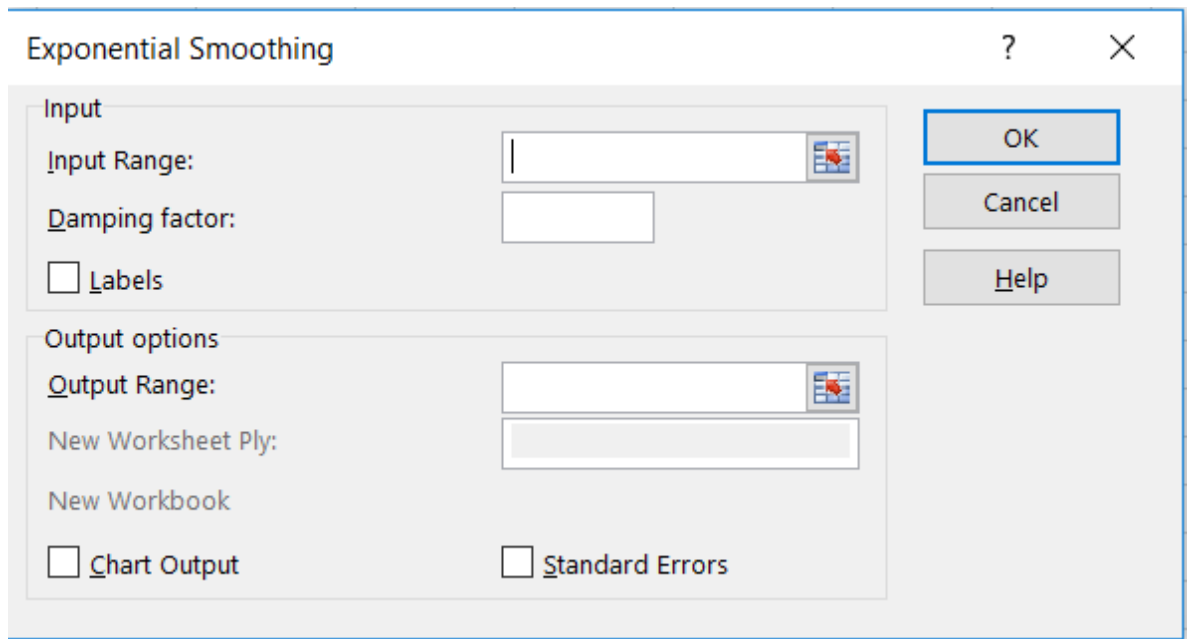 Exponential Smoothing
Input
Input Range:
Damping factor:
Labels
OK
Cancel
Help
Output options
Output Range:
New Worksheet Ply:
New Workbook
Chart Output
Standard Errors